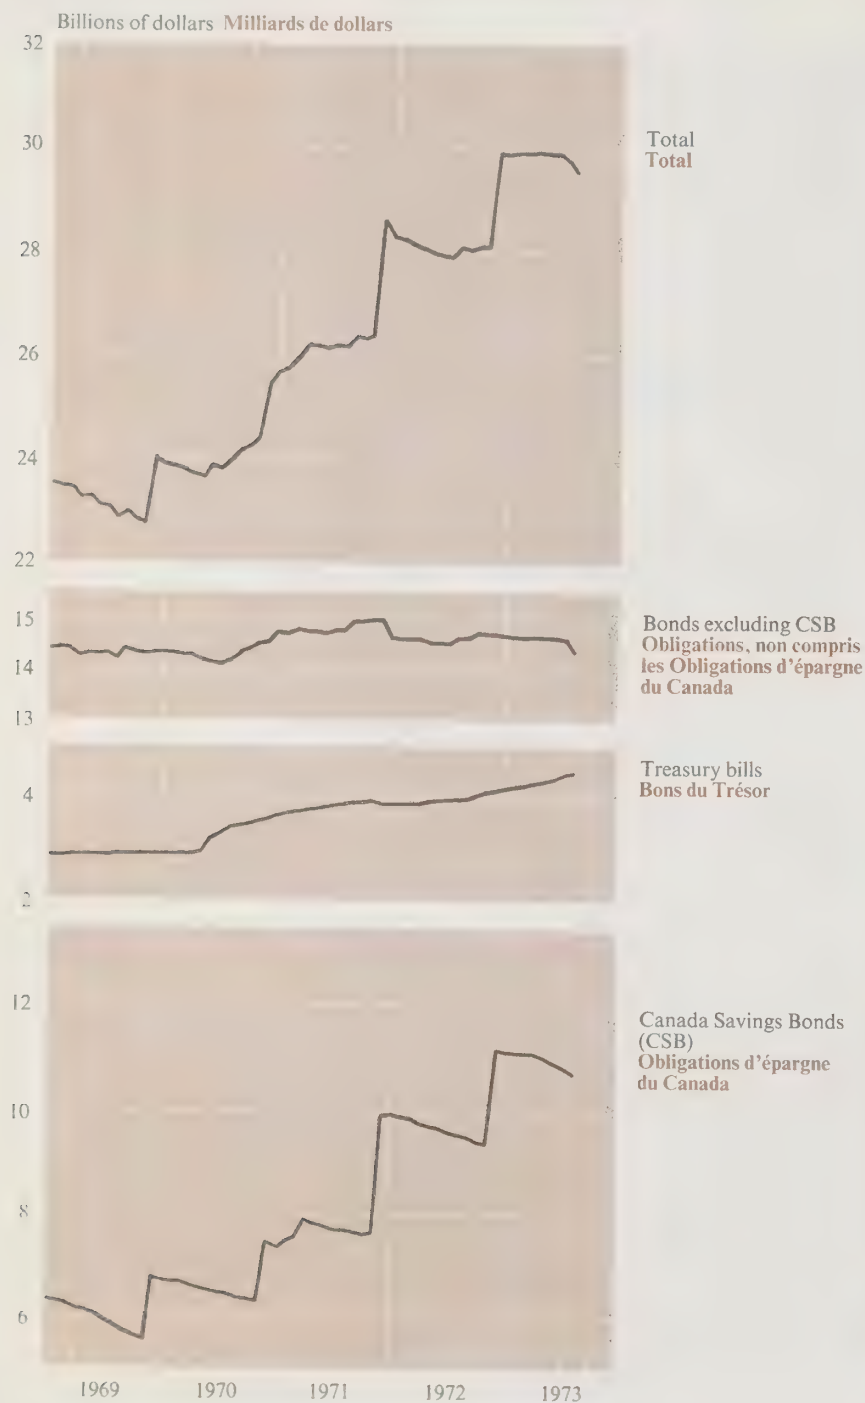 Billions of dollars Milliards de dollars
32
30
28
26
24
22
Total
Total
15
14
13
Bonds excluding CSB
Obligations, non compris
les Obligations d'épargne
du Canada
4
2
Treasury bills
Bons du Trésor
12
10
8
6
Canada Savings Bonds
(CSB)
Obligations d'épargne
du Canada
1969 1970 1971 1972 1973